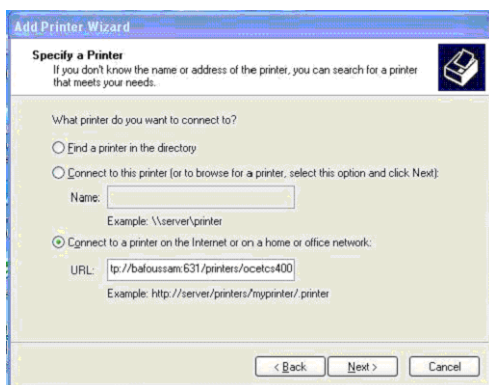 Add Printer Wizard
Specify a Printer
If you don't know the name or address of the printer, you can search for a printer
that meets your needs.
What printer do you want to connect to?
Find a printer in the directory
Connect to this printer (or to browse for a printer, select this option and click Next):
Name:
Example: \\server\printer
Connect to a printer on the Internet or on a home or office network:
URL: tp://bafoussam:631/printers/ocetcs400
Example: http://server/printers/myprinter/.printer
< Back Next > Cancel